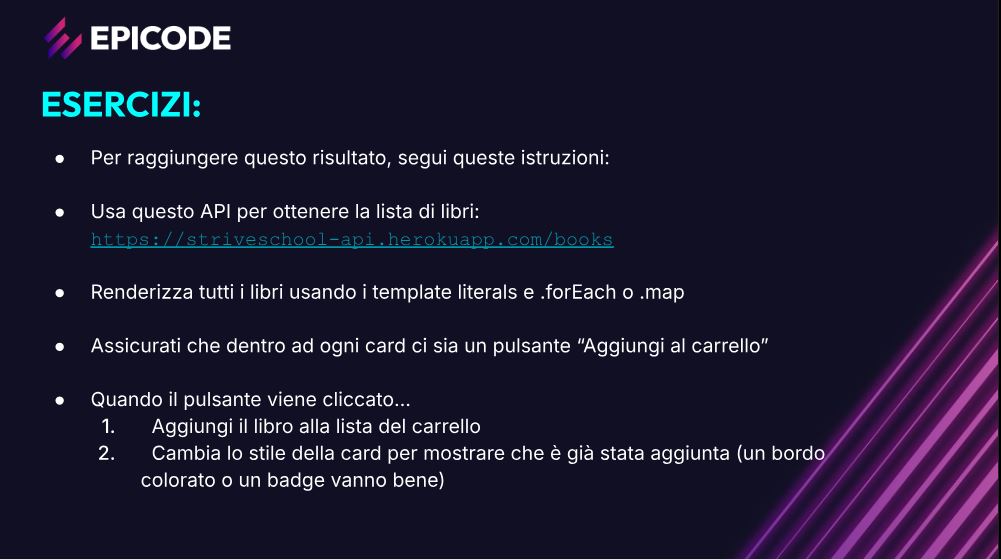 EPICODE
ESERCIZI:
● Per raggiungere questo risultato, segui queste istruzioni:
● Usa questo API per ottenere la lista di libri:
https://striveschool-api.herokuapp.com/books
● Renderizza tutti i libri usando i template literals e .forEach o .map
● Assicurati che dentro ad ogni card ci sia un pulsante “Aggiungi al carrello”
● Quando il pulsante viene cliccato...
1. Aggiungi il libro alla lista del carrello
2. Cambia lo stile della card per mostrare che è già stata aggiunta (un bordo
colorato o un badge vanno bene)